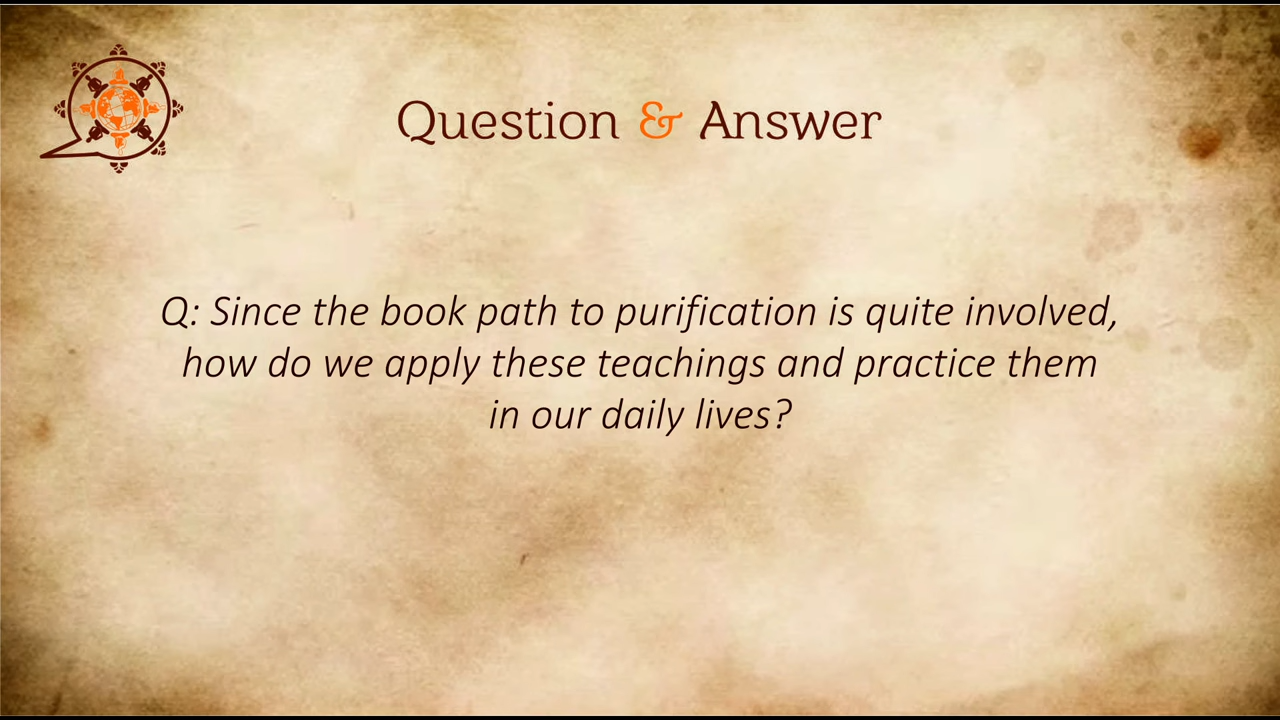 Question & Answer
Q: Since the book path to purification is quite involved,
how do we apply these teachings and practice them
in our daily lives?